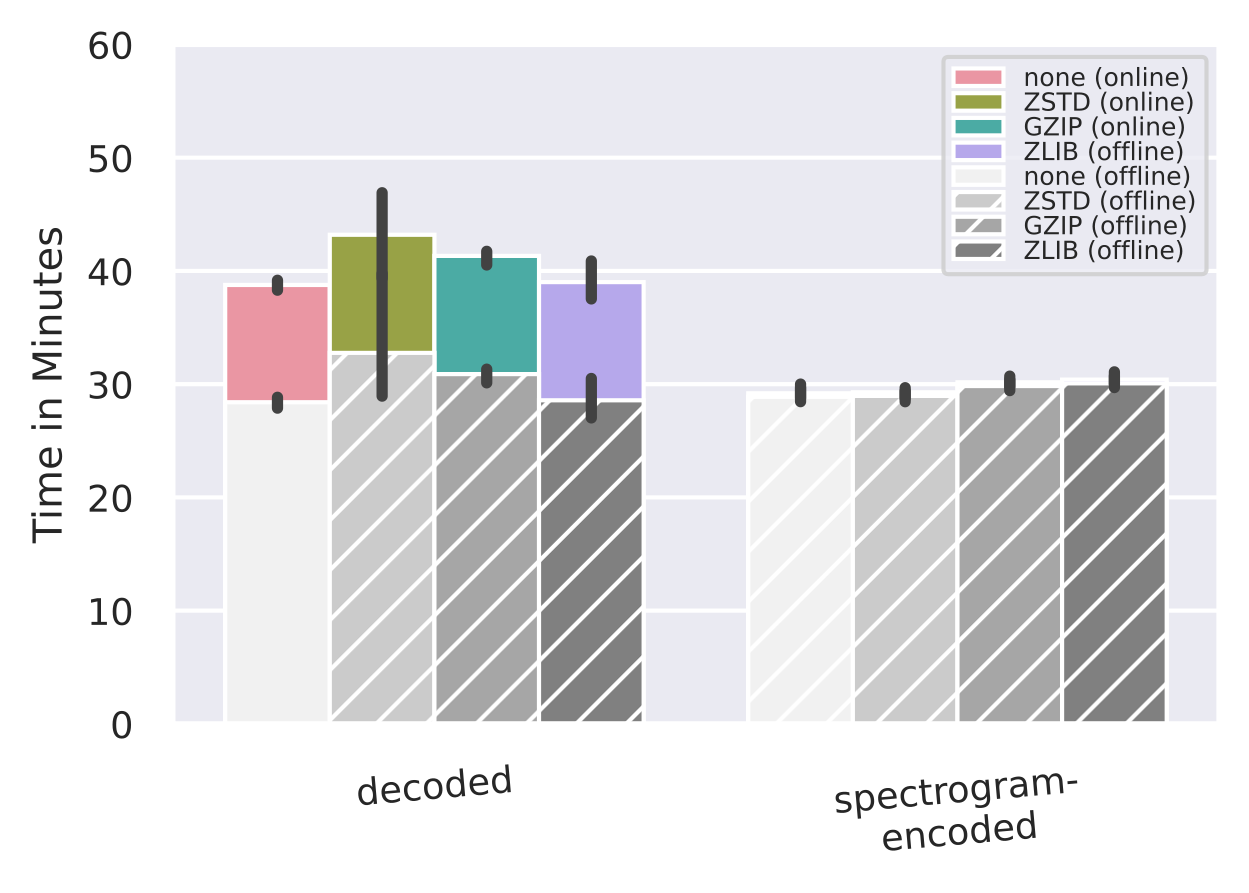 60
50
40
30
20
10
0
Time in Minutes
none (online)
ZSTD (online)
GZIP (online)
ZLIB (offline)
none (offline)
ZSTD (offline)
GZIP (offline)
ZLIB (offline)
decoded
spectrogram-
encoded